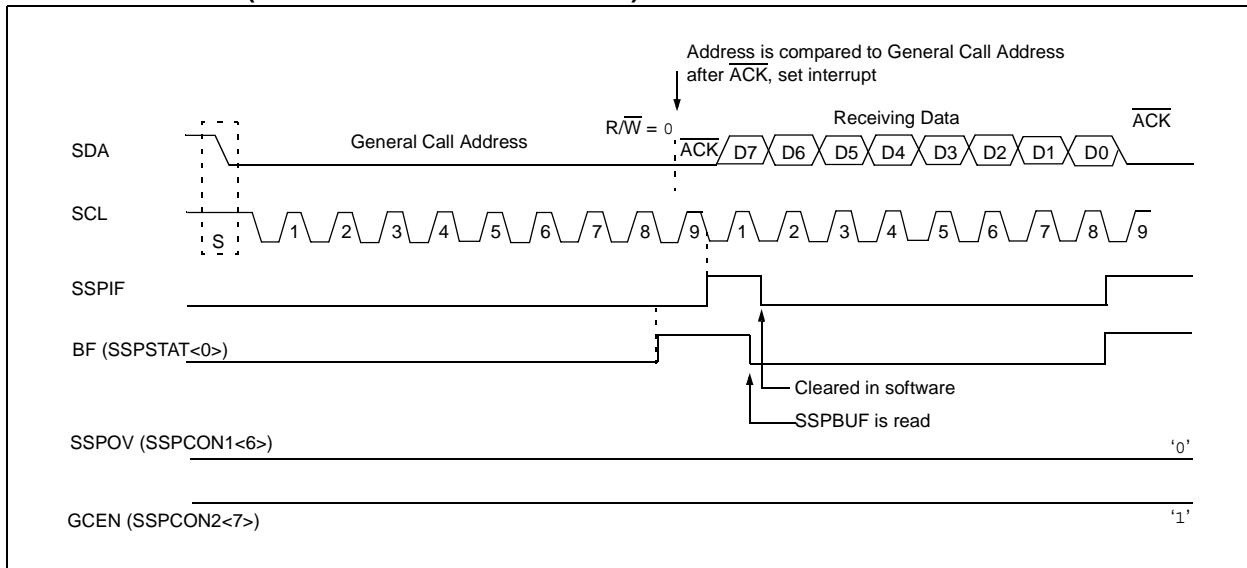 Address is compared to General Call Address
after ACK, set interrupt
SDA
General Call Address
R/W = 0
ACK
Receiving Data
D7 D6 D5 D4 D3 D2 D1 D0
ACK
SCL
S
1 2 3 4 5 6 7 8 9 1 2 3 4 5 6 7 8 9
SSPIF
BF (SSPSTAT<0>)
Cleared in software
SSPBUF is read
SSPOV (SSPCON1<6>)
‘0’
GCEN (SSPCON2<7>)
‘1’